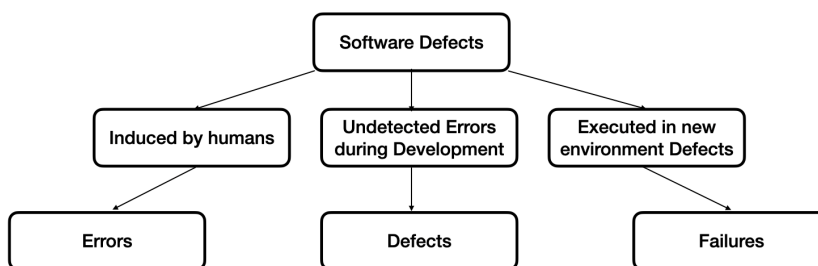 Software Defects
Induced by humans
Undetected Errors
during Development
Executed in new
environment Defects
Errors
Defects
Failures